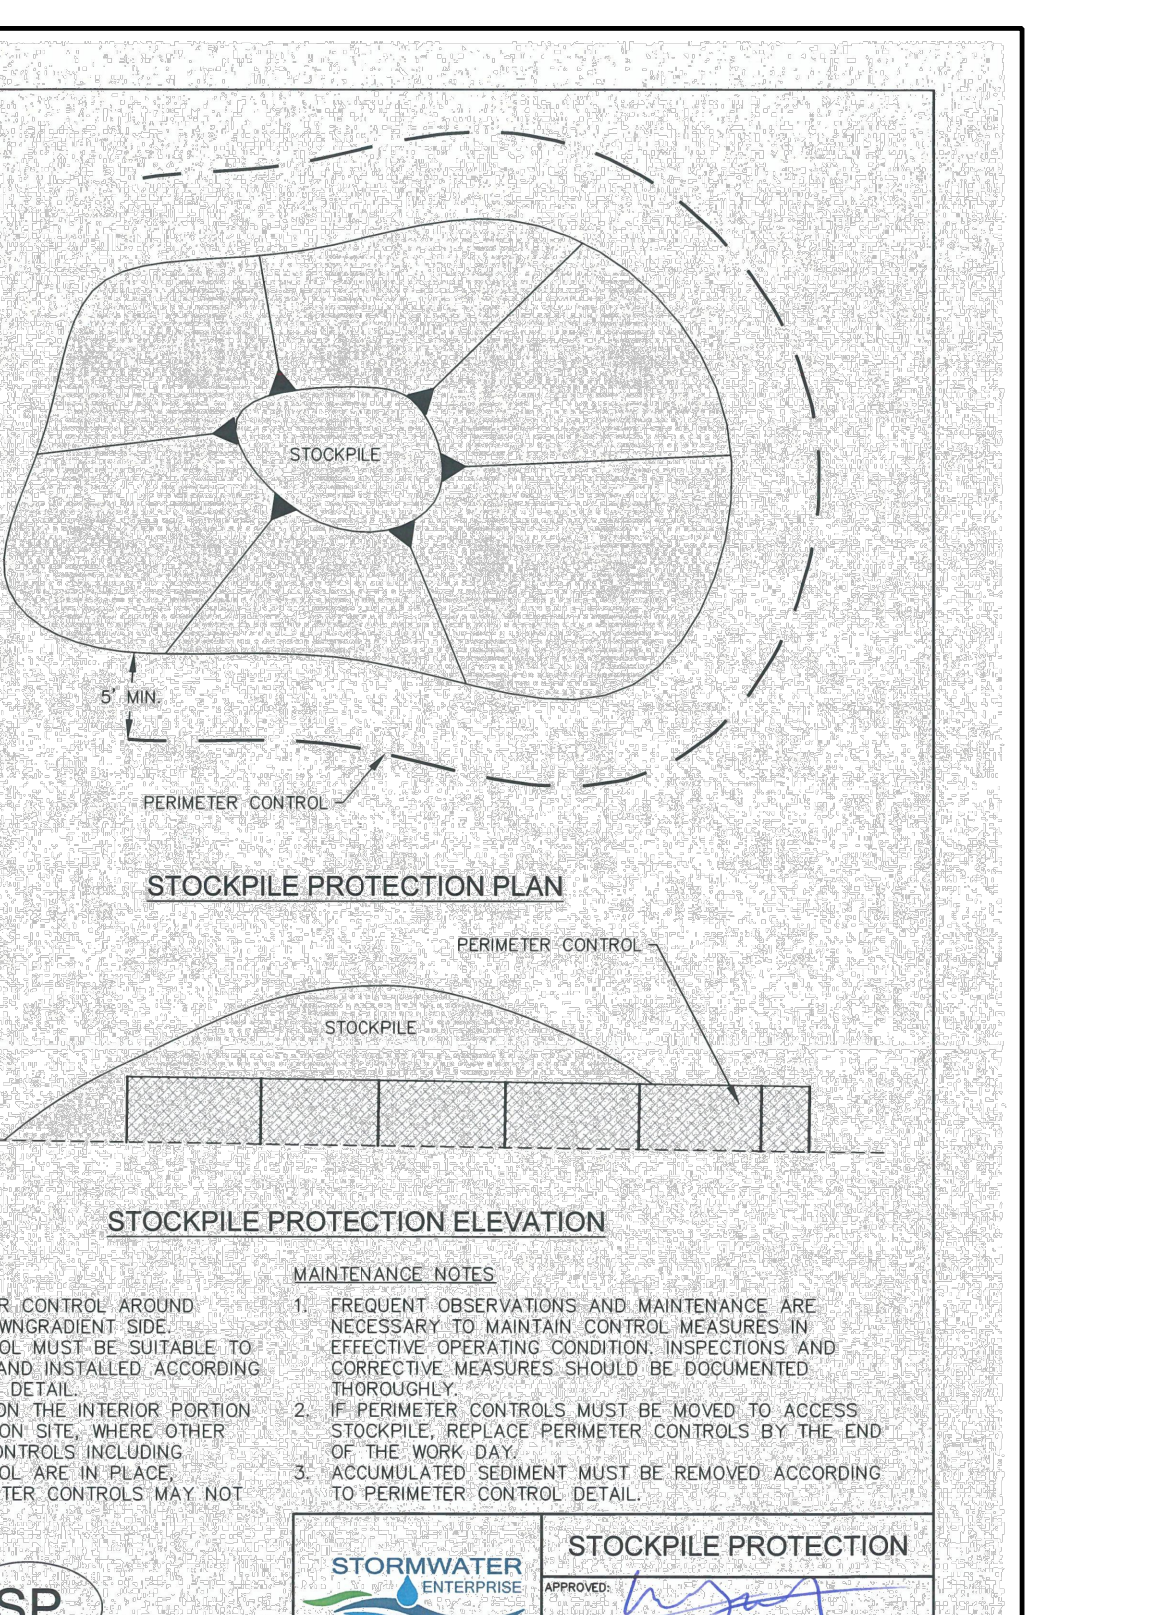 STOCKPILE
5' MIN.
PERIMETER CONTROL
STOCKPILE PROTECTION PLAN
PERIMETER CONTROL
STOCKPILE
STOCKPILE PROTECTION ELEVATION
R CONTROL AROUND
WNGRADIENT SIDE.
OL MUST BE SUITABLE TO
AND INSTALLED ACCORDING
DETAIL.
ON THE INTERIOR PORTION
ON SITE, WHERE OTHER
ONTROLS INCLUDING
OL ARE IN PLACE,
TER CONTROLS MAY NOT
MAINTENANCE NOTES
1. FREQUENT OBSERVATIONS AND MAINTENANCE ARE
NECESSARY TO MAINTAIN CONTROL MEASURES IN
EFFECTIVE OPERATING CONDITION. INSPECTIONS AND
CORRECTIVE MEASURES SHOULD BE DOCUMENTED
THOROUGHLY.
2. IF PERIMETER CONTROLS MUST BE MOVED TO ACCESS
STOCKPILE, REPLACE PERIMETER CONTROLS BY THE END
OF THE WORK DAY.
3. ACCUMULATED SEDIMENT MUST BE REMOVED ACCORDING
TO PERIMETER CONTROL DETAIL.
SP
STORMWATER
ENTERPRISE
STOCKPILE PROTECTION
APPROVED: